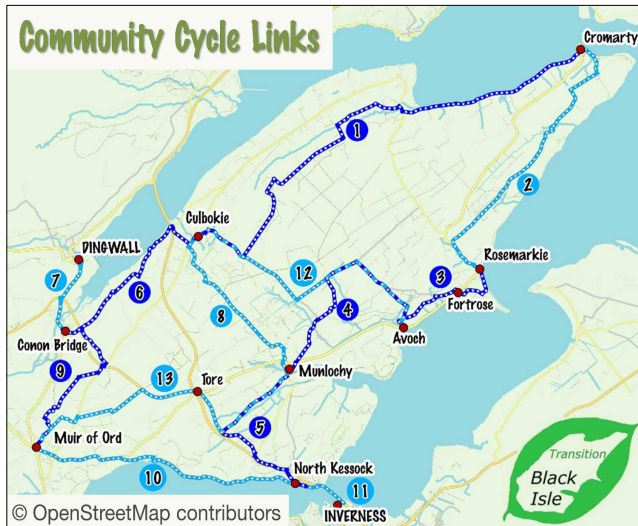 Community Cycle Links
Cromarty
1
2
Culbokie
DINGWALL
Rosemarkie
12
7
6
3
Fortrose
4
8
Avoch
Conon Bridge
9
13
Tore
Munlochy
5
Muir of Ord
North Kessock
10
11
INVERNESS
Transition
Black
Isle
© OpenStreetMap contributors